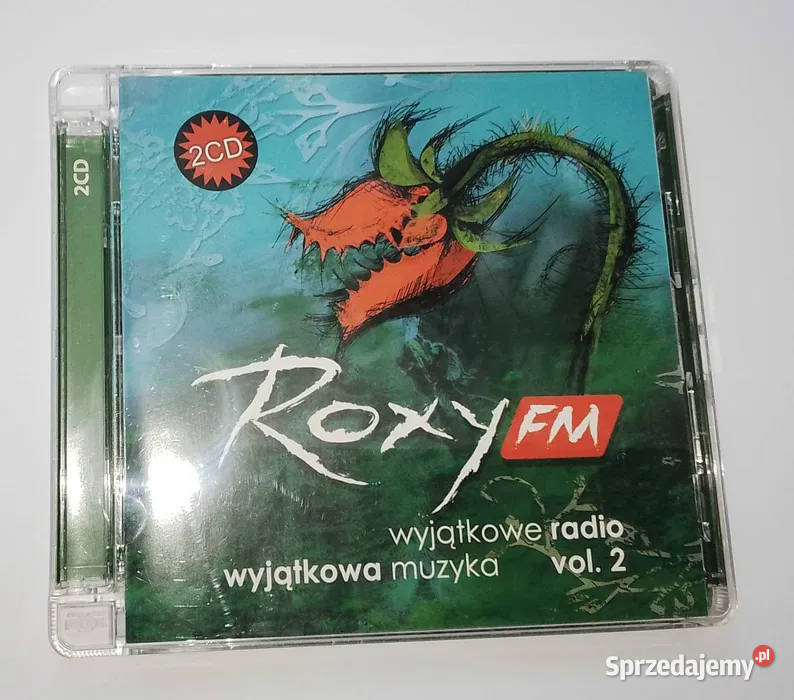 2CD
2CD
Roxy FM
wyjątkowe radio
wyjątkowa muzyka vol. 2
Sprzedajemy.pl